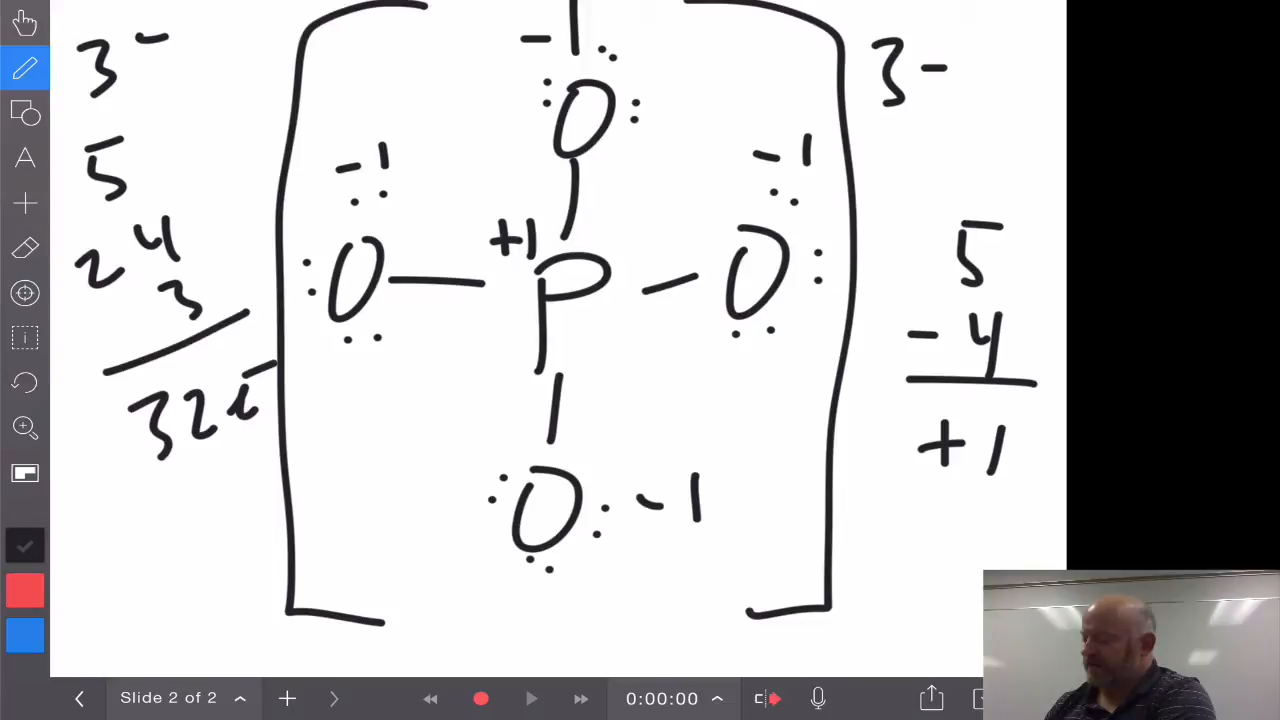 3-
5
24
3
32e-
-1
O
-1
O
+1
P
-1
O
O
-1
3-
5
-4
+1
A
i
Slide 2 of 2
0:00:00